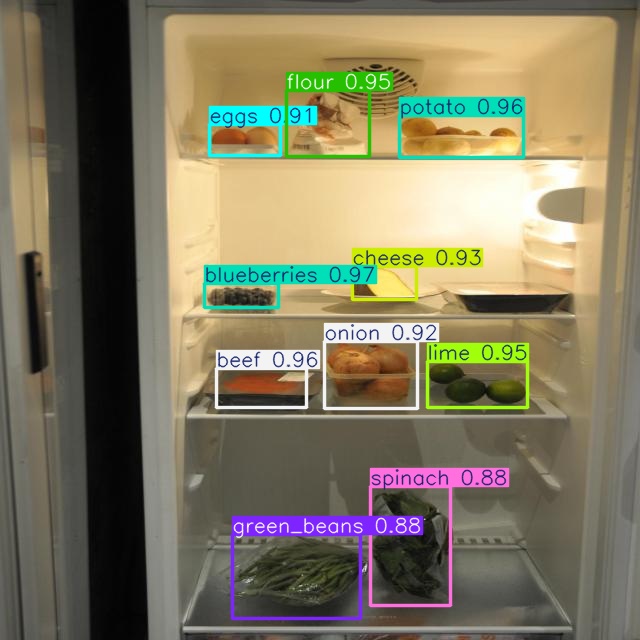 flour 0.95
eggs 0.91
potato 0.96
cheese 0.93
blueberries 0.97
onion 0.92
beef 0.96
lime 0.95
spinach 0.88
green_beans 0.88